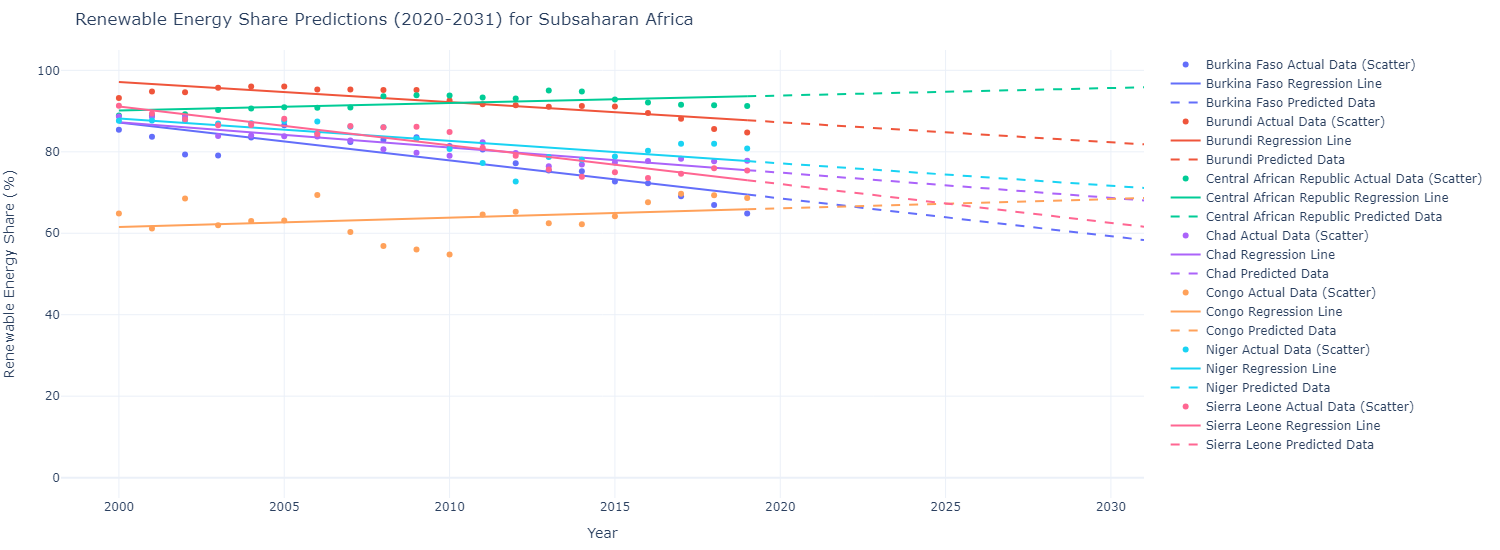 Renewable Energy Share Predictions (2020-2031) for Subsaharan Africa
Renewable Energy Share (%)
100
80
60
40
20
0
2000
2005
2010
2015
2020
2025
2030
Year
Burkina Faso Actual Data (Scatter)
Burkina Faso Regression Line
Burkina Faso Predicted Data
Burundi Actual Data (Scatter)
Burundi Regression Line
Burundi Predicted Data
Central African Republic Actual Data (Scatter)
Central African Republic Regression Line
Central African Republic Predicted Data
Chad Actual Data (Scatter)
Chad Regression Line
Chad Predicted Data
Congo Actual Data (Scatter)
Congo Regression Line
Congo Predicted Data
Niger Actual Data (Scatter)
Niger Regression Line
Niger Predicted Data
Sierra Leone Actual Data (Scatter)
Sierra Leone Regression Line
Sierra Leone Predicted Data